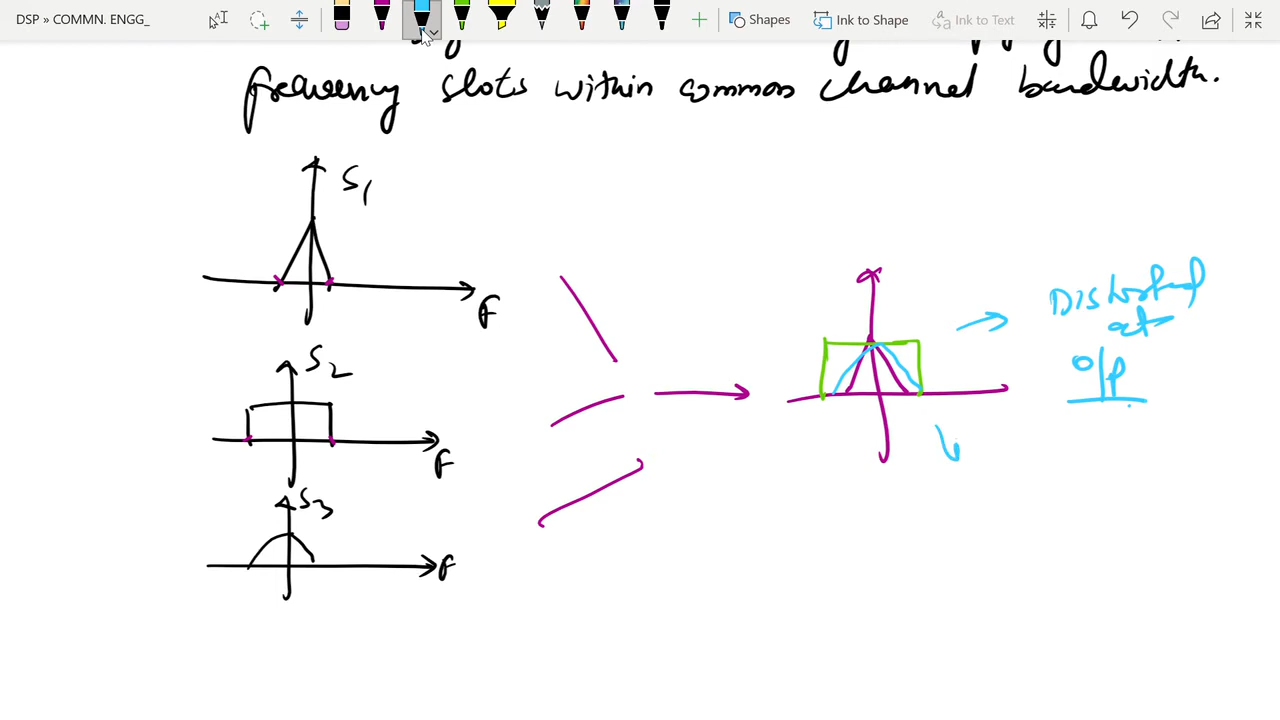 DSP » COMMN. ENGG_
Shapes
Ink to Shape
Ink to Text
frequency slots within common channel bandwidth.
S1
F
S2
F
S3
F
Distorted
at
o/p